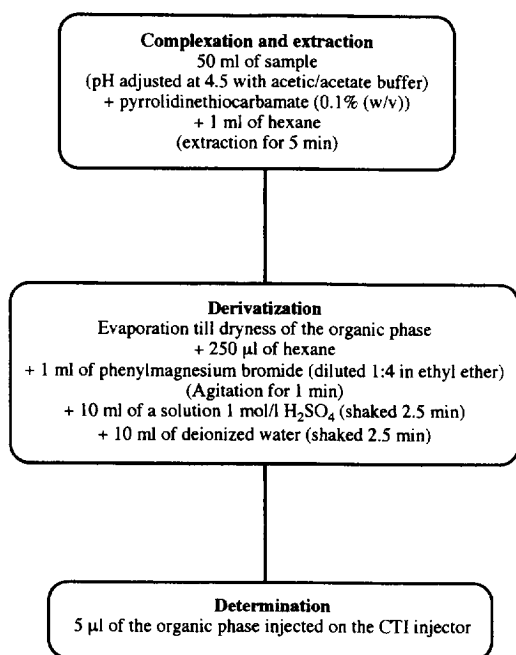 Complexation and extraction
50 ml of sample
(pH adjusted at 4.5 with acetic/acetate buffer)
+ pyrrolidinethiocarbamate (0.1% (w/v))
+ 1 ml of hexane
(extraction for 5 min)
Derivatization
Evaporation till dryness of the organic phase
+ 250 µl of hexane
+ 1 ml of phenylmagnesium bromide (diluted 1:4 in ethyl ether)
(Agitation for 1 min)
+ 10 ml of a solution 1 mol/l H₂SO₄ (shaked 2.5 min)
+ 10 ml of deionized water (shaked 2.5 min)
Determination
5 µl of the organic phase injected on the CTI injector